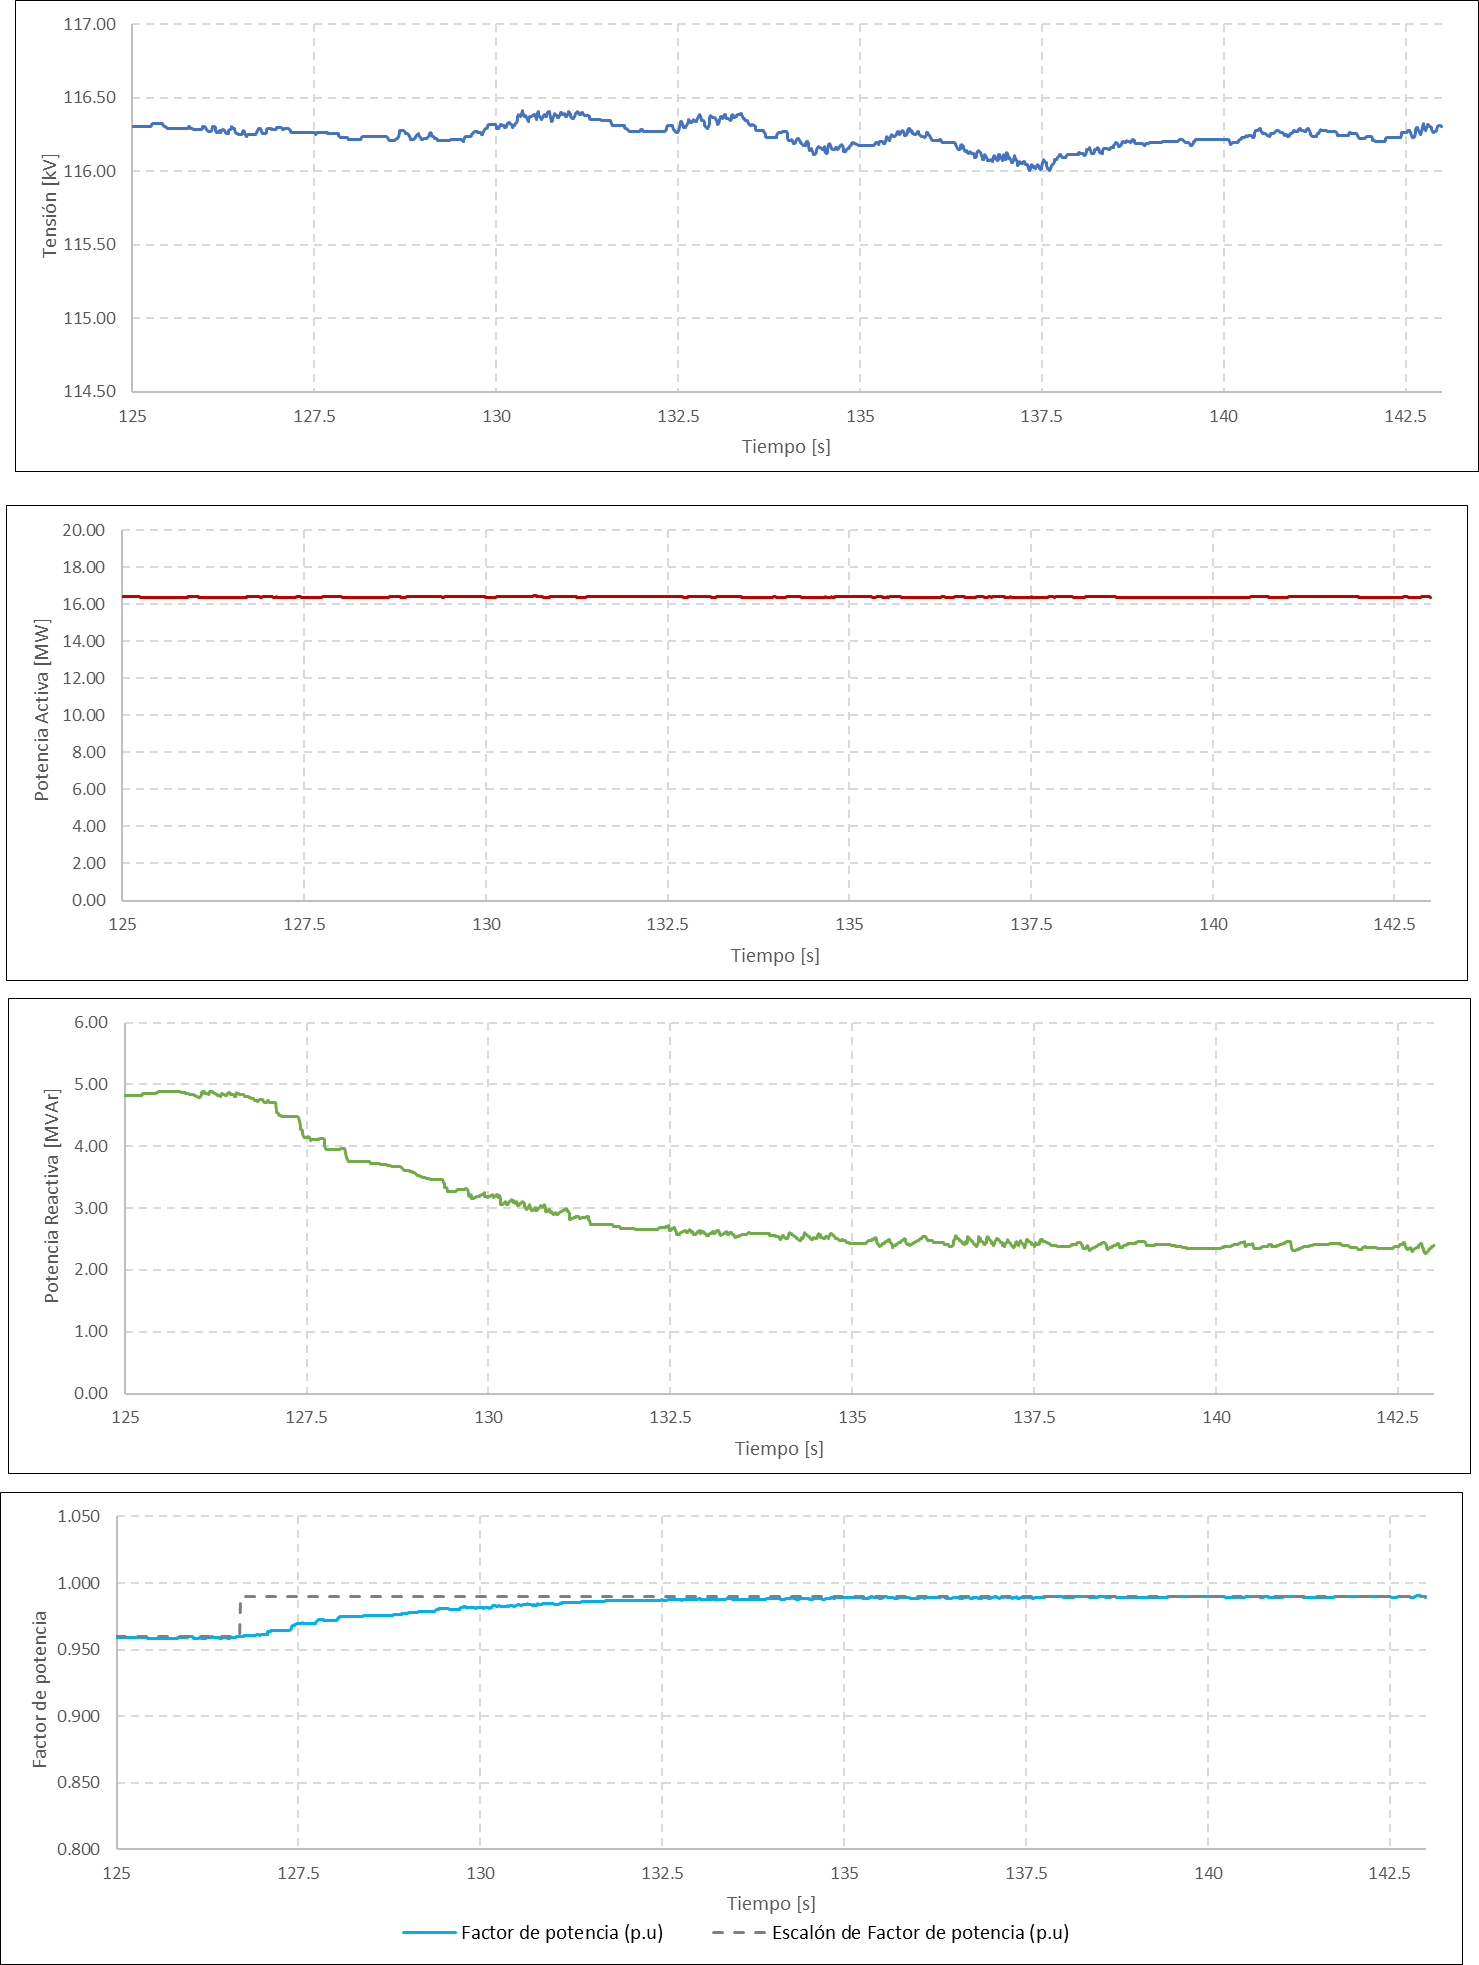 117.00
116.50
116.00
115.50
115.00
114.50
Tensión [kV]
125 127.5 130 132.5 135 137.5 140 142.5
Tiempo [s]
20.00
18.00
16.00
14.00
12.00
10.00
8.00
6.00
4.00
2.00
0.00
Potencia Activa [MW]
125 127.5 130 132.5 135 137.5 140 142.5
Tiempo [s]
6.00
5.00
4.00
3.00
2.00
1.00
0.00
Potencia Reactiva [MVAr]
125 127.5 130 132.5 135 137.5 140 142.5
Tiempo [s]
1.050
1.000
0.950
0.900
0.850
0.800
Factor de potencia
125 127.5 130 132.5 135 137.5 140 142.5
Tiempo [s]
Factor de potencia (p.u) Escalón de Factor de potencia (p.u)